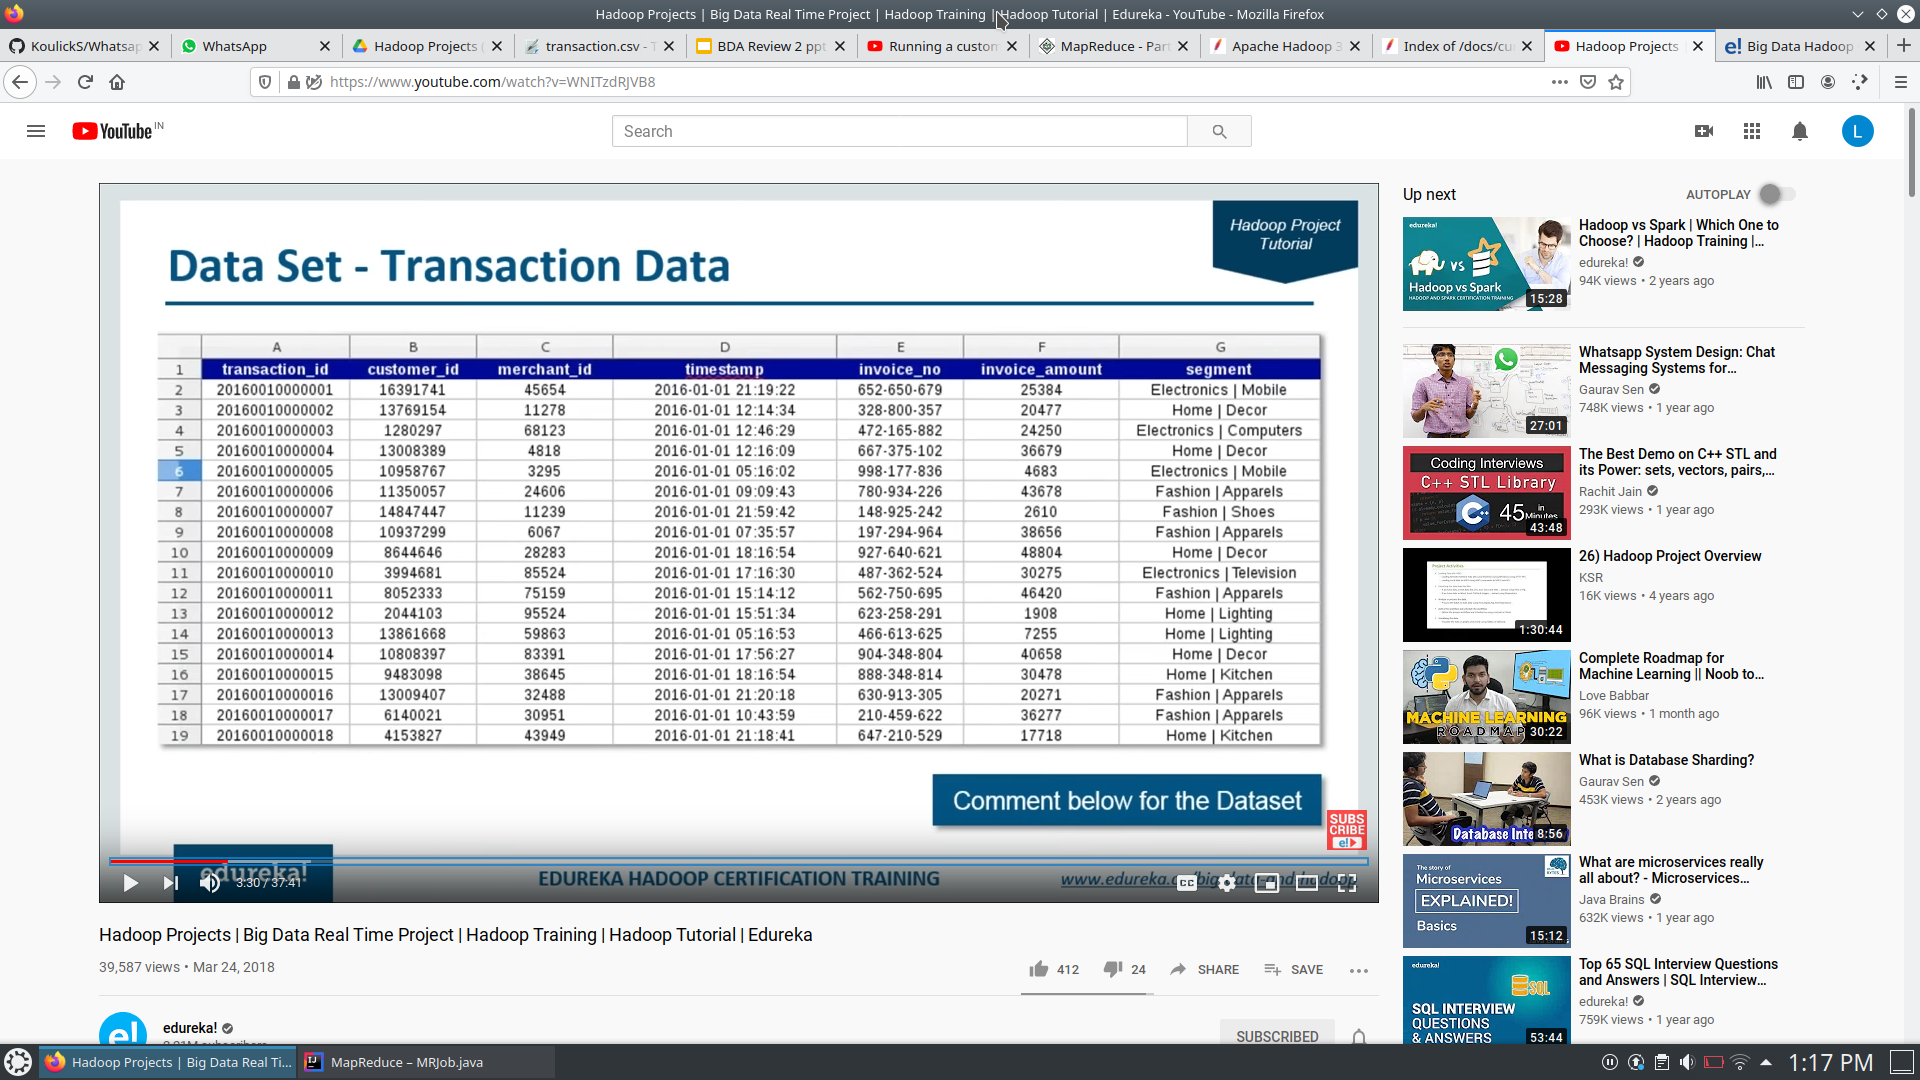 Hadoop Projects | Big Data Real Time Project | Hadoop Training | Hadoop Tutorial | Edureka - YouTube - Mozilla Firefox
KoulickS/Whatsap
WhatsApp
Hadoop Projects (
transaction.csv - T
BDA Review 2 ppt
Running a custom
MapReduce - Part
Apache Hadoop 3
Index of /docs/cu
Hadoop Projects
Big Data Hadoop
https://www.youtube.com/watch?v=WNITzdRJVB8
YouTube IN
Search
L
Hadoop Project
Tutorial
Data Set - Transaction Data
A B C D E F G
1 transaction_id customer_id merchant_id timestamp invoice_no invoice_amount segment
2 20160010000001 16391741 45654 2016-01-01 21:19:22 652-650-679 25384 Electronics | Mobile
3 20160010000002 13769154 11278 2016-01-01 12:14:34 328-800-357 20477 Home | Decor
4 20160010000003 1280297 68123 2016-01-01 12:46:29 472-165-882 24250 Electronics | Computers
5 20160010000004 13008389 4818 2016-01-01 12:16:09 667-375-102 36679 Home | Decor
6 20160010000005 10958767 3295 2016-01-01 05:16:02 998-177-836 4683 Electronics | Mobile
7 20160010000006 11350057 24606 2016-01-01 09:09:43 780-934-226 43678 Fashion | Apparels
8 20160010000007 14847447 11239 2016-01-01 21:59:42 148-925-242 2610 Fashion | Shoes
9 20160010000008 10937299 6067 2016-01-01 07:35:57 197-294-964 38656 Fashion | Apparels
10 20160010000009 8644646 28283 2016-01-01 18:16:54 927-640-621 48804 Home | Decor
11 20160010000010 3994681 85524 2016-01-01 17:16:30 487-362-524 30275 Electronics | Television
12 20160010000011 8052333 75159 2016-01-01 15:14:12 562-750-695 46420 Fashion | Apparels
13 20160010000012 2044103 95524 2016-01-01 15:51:34 623-258-291 1908 Home | Lighting
14 20160010000013 13861668 59863 2016-01-01 05:16:53 466-613-625 7255 Home | Lighting
15 20160010000014 10808397 83391 2016-01-01 17:56:27 904-348-804 40658 Home | Decor
16 20160010000015 9483098 38645 2016-01-01 18:16:54 888-348-814 30478 Home | Kitchen
17 20160010000016 13009407 32488 2016-01-01 21:20:18 630-913-305 20271 Fashion | Apparels
18 20160010000017 6140021 30951 2016-01-01 10:43:59 210-459-622 36277 Fashion | Apparels
19 20160010000018 4153827 43949 2016-01-01 21:18:41 647-210-529 17718 Home | Kitchen
Comment below for the Dataset
SUBS
CRIBE
e!
edureka!
3:30 / 37:41
EDUREKA HADOOP CERTIFICATION TRAINING
www.edureka.co/big-data-and-hadoop
CC
Hadoop Projects | Big Data Real Time Project | Hadoop Training | Hadoop Tutorial | Edureka
39,587 views • Mar 24, 2018
412
24
SHARE
SAVE
e!
edureka!
SUBSCRIBED
Up next
AUTOPLAY
edureka!
VS
Hadoop vs Spark
HADOOP AND SPARK CERTIFICATION TRAINING
15:28
Hadoop vs Spark | Which One to
Choose? | Hadoop Training |...
edureka!
94K views • 2 years ago
27:01
Whatsapp System Design: Chat
Messaging Systems for...
Gaurav Sen
748K views • 1 year ago
Coding Interviews
C++ STL Library
C++
45 in
Minutes
43:48
The Best Demo on C++ STL and
its Power: sets, vectors, pairs,...
Rachit Jain
293K views • 1 year ago
1:30:44
26) Hadoop Project Overview
KSR
16K views • 4 years ago
MACHINE LEARNING
ROADMAP
30:22
Complete Roadmap for
Machine Learning || Noob to...
Love Babbar
96K views • 1 month ago
Database Inte
8:56
What is Database Sharding?
Gaurav Sen
453K views • 2 years ago
The story of
Microservices
EXPLAINED!
Basics
15:12
What are microservices really
all about? - Microservices...
Java Brains
632K views • 1 year ago
edureka!
SQL
SQL INTERVIEW
QUESTIONS
& ANSWERS
53:44
Top 65 SQL Interview Questions
and Answers | SQL Interview...
edureka!
759K views • 1 year ago
Hadoop Projects | Big Data Real Ti...
MapReduce – MRJob.java
1:17 PM